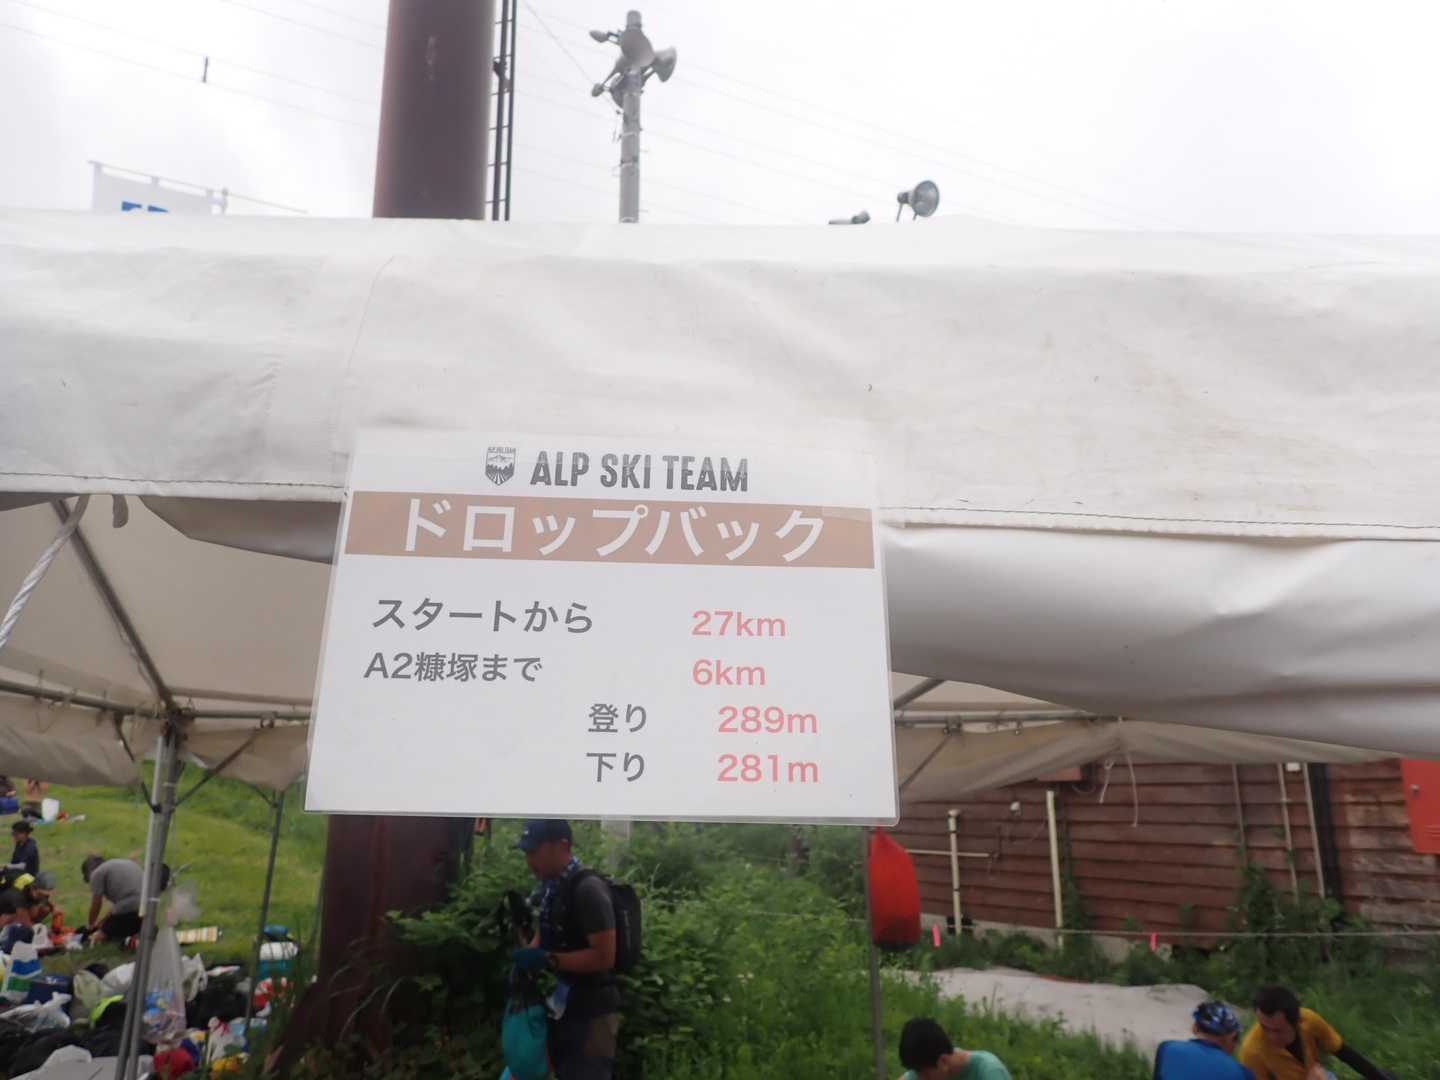 ALP SKI TEAM
ドロップバック
スタートから 27km
A2糠塚まで 6km
登り 289m
下り 281m